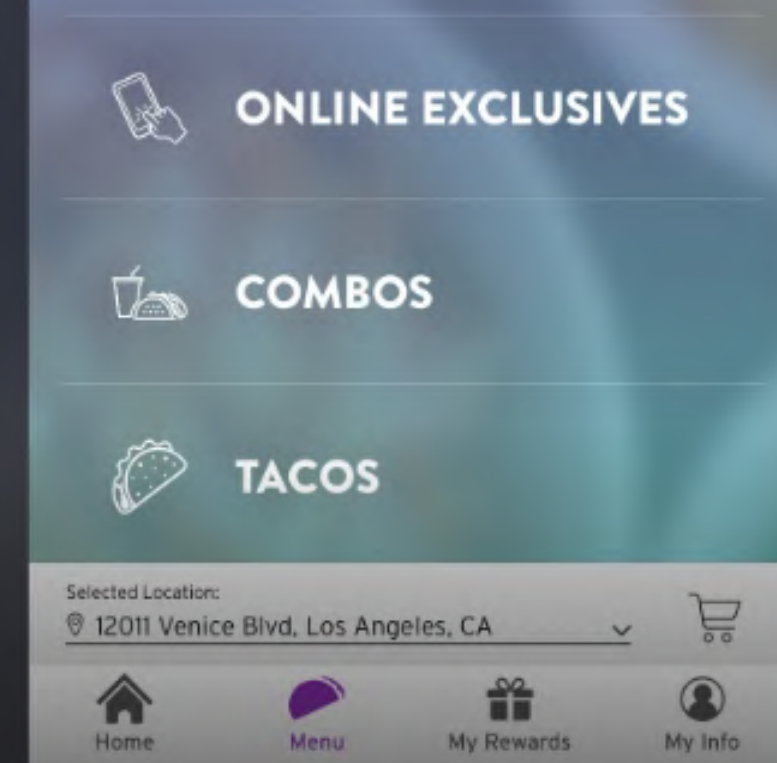 ONLINE EXCLUSIVES
COMBOS
TACOS
Selected Location:
12011 Venice Blvd, Los Angeles, CA
Home
Menu
My Rewards
My Info